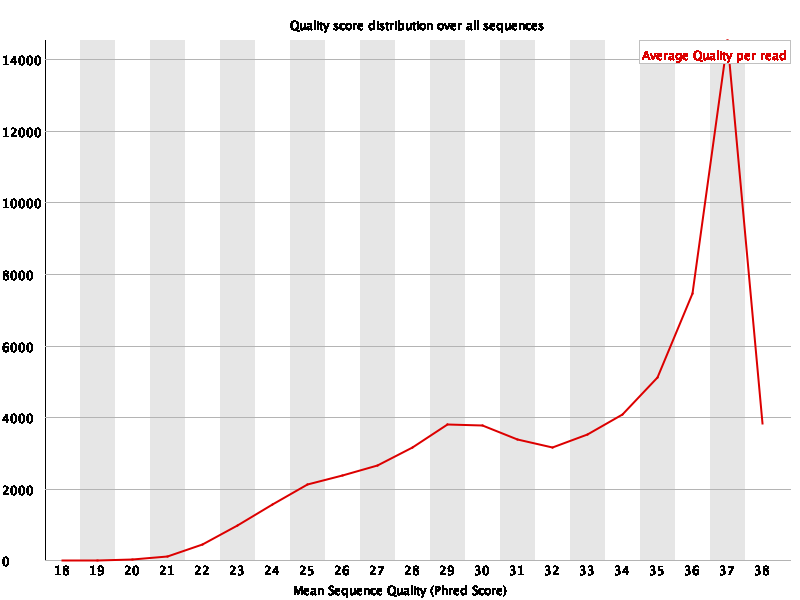 Quality score distribution over all sequences
Average Quality per read
14000
12000
10000
8000
6000
4000
2000
0
18 19 20 21 22 23 24 25 26 27 28 29 30 31 32 33 34 35 36 37 38
Mean Sequence Quality (Phred Score)